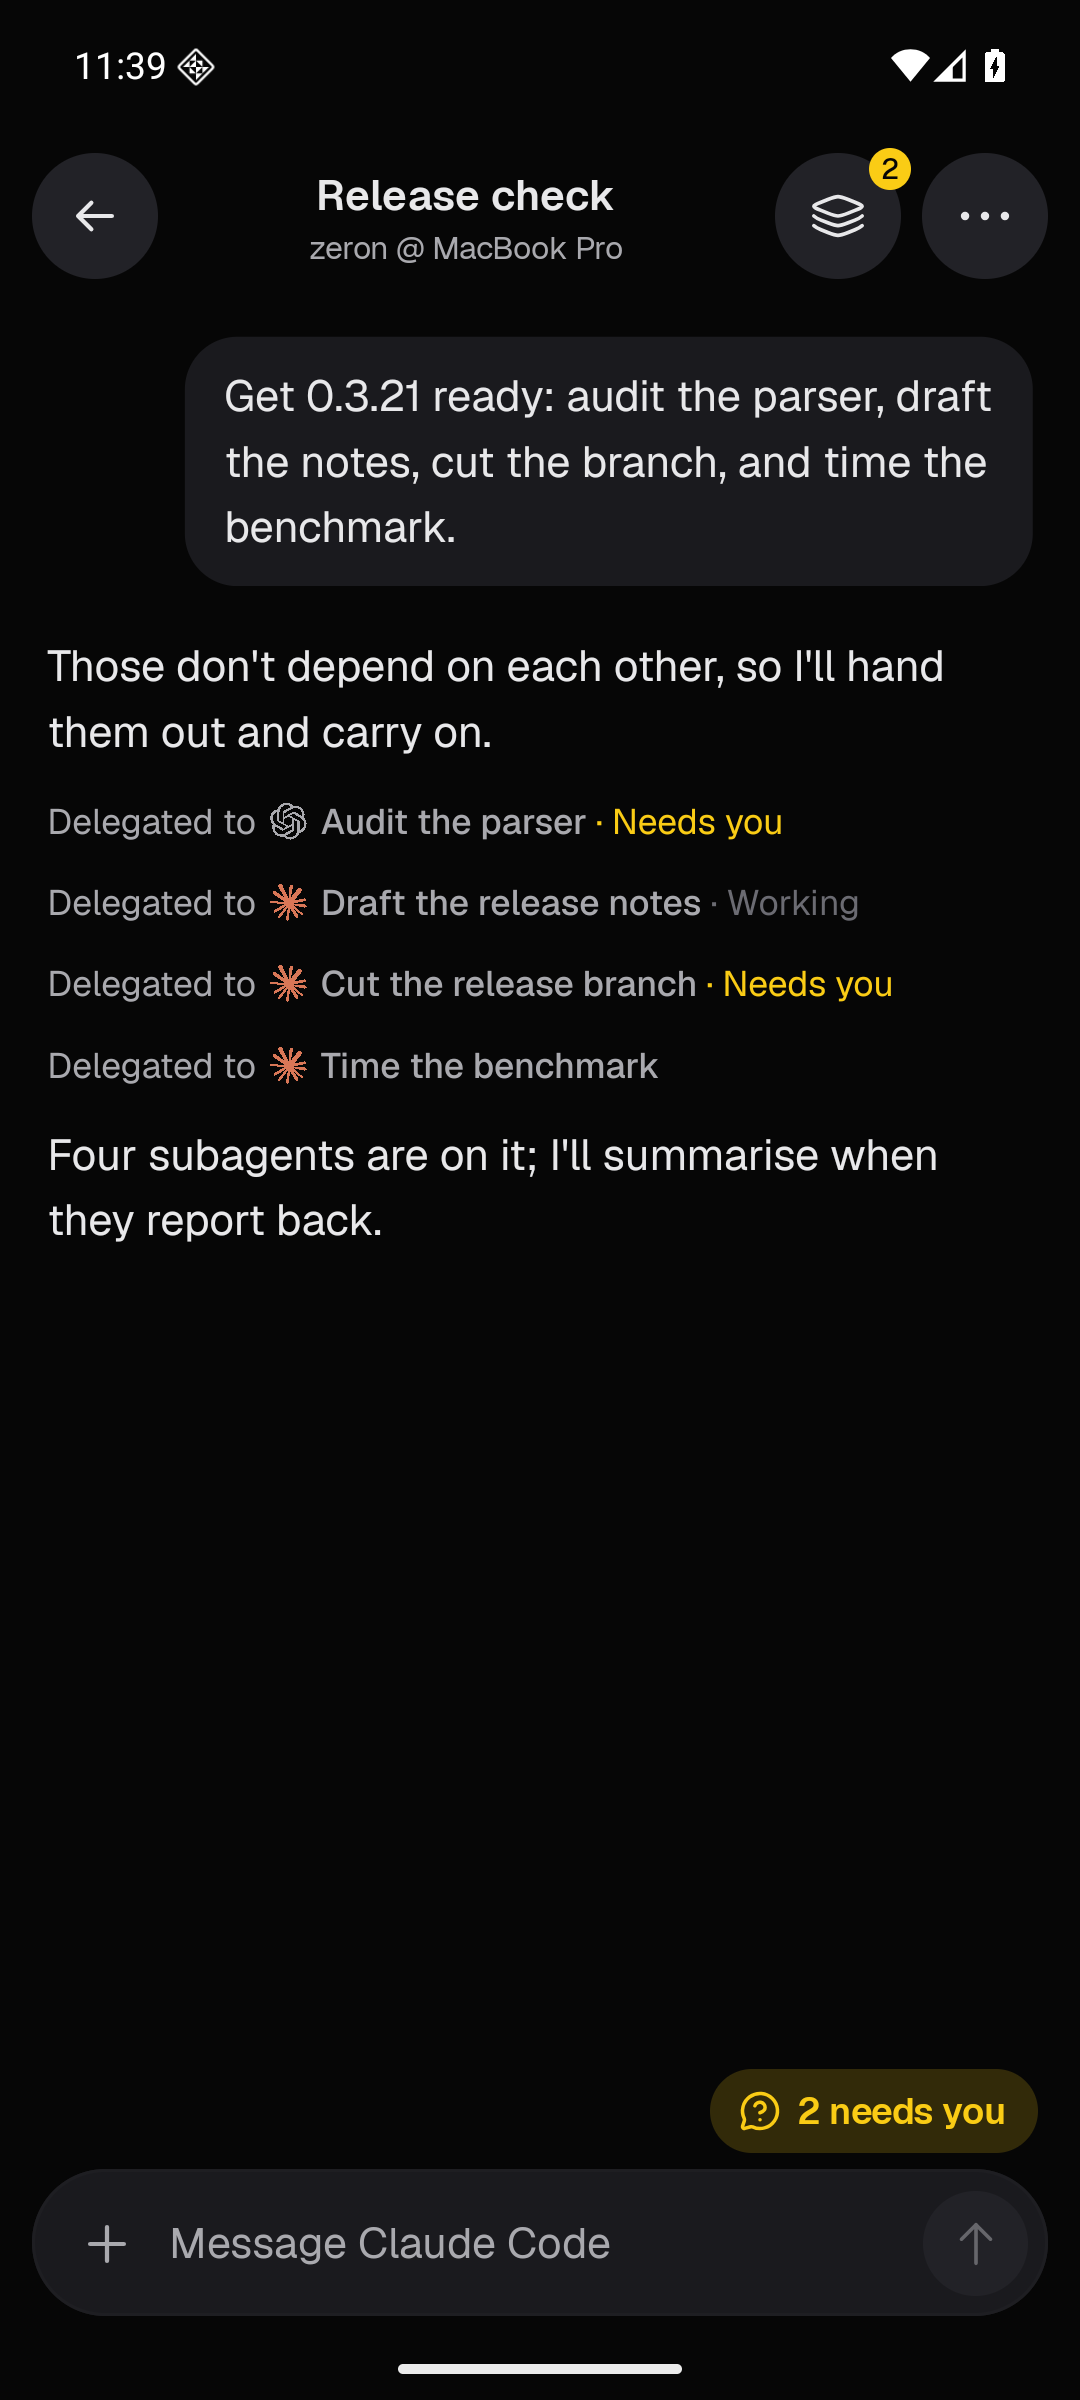 11:39
2
Release check
zeron @ MacBook Pro
Get 0.3.21 ready: audit the parser, draft
the notes, cut the branch, and time the
benchmark.
Those don't depend on each other, so I'll hand
them out and carry on.
Delegated to Audit the parser · Needs you
Delegated to Draft the release notes · Working
Delegated to Cut the release branch · Needs you
Delegated to Time the benchmark
Four subagents are on it; I'll summarise when
they report back.
2 needs you
Message Claude Code